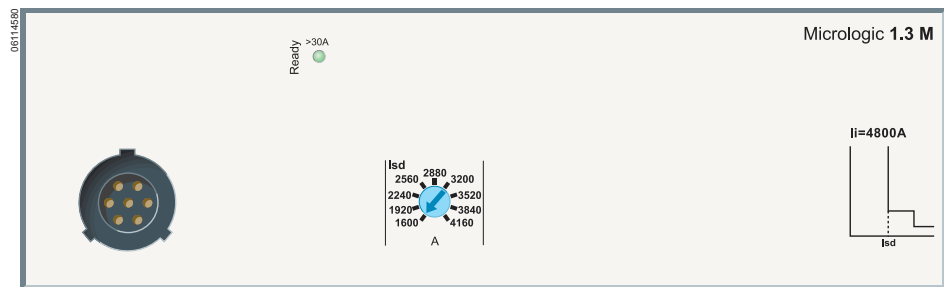 06114580
Ready
>30A
Micrologic 1.3 M
Ii=4800A
Isd
2880
2560 3200
2240 3520
1920 3840
1600 4160
A
Isd